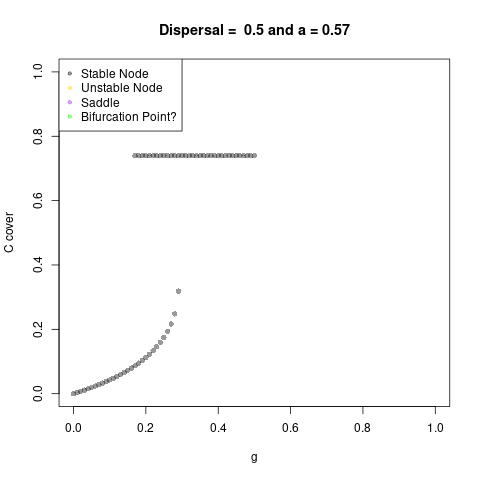 Dispersal =  0.5 and a = 0.57
Stable Node
Unstable Node
Saddle
Bifurcation Point?
C cover
1.0
0.8
0.6
0.4
0.2
0.0
0.0 0.2 0.4 0.6 0.8 1.0
g